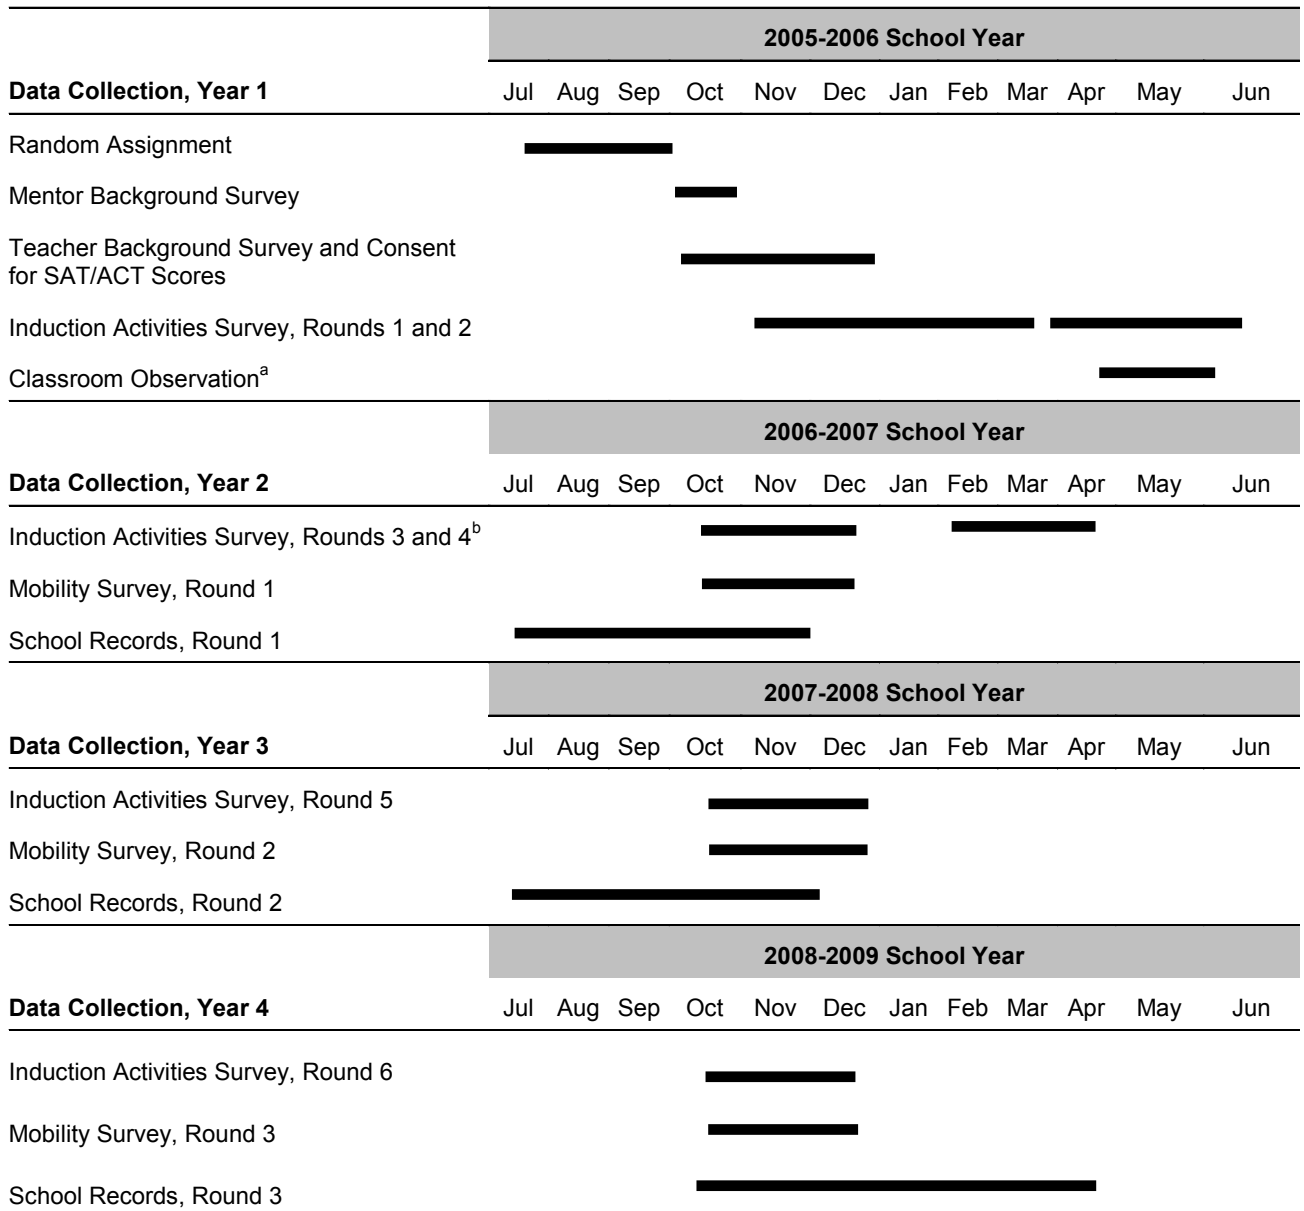 2005-2006 School Year
Data Collection, Year 1 Jul Aug Sep Oct Nov Dec Jan Feb Mar Apr May Jun
Random Assignment
Mentor Background Survey
Teacher Background Survey and Consent
for SAT/ACT Scores
Induction Activities Survey, Rounds 1 and 2
Classroom Observationa
2006-2007 School Year
Data Collection, Year 2 Jul Aug Sep Oct Nov Dec Jan Feb Mar Apr May Jun
Induction Activities Survey, Rounds 3 and 4b
Mobility Survey, Round 1
School Records, Round 1
2007-2008 School Year
Data Collection, Year 3 Jul Aug Sep Oct Nov Dec Jan Feb Mar Apr May Jun
Induction Activities Survey, Round 5
Mobility Survey, Round 2
School Records, Round 2
2008-2009 School Year
Data Collection, Year 4 Jul Aug Sep Oct Nov Dec Jan Feb Mar Apr May Jun
Induction Activities Survey, Round 6
Mobility Survey, Round 3
School Records, Round 3